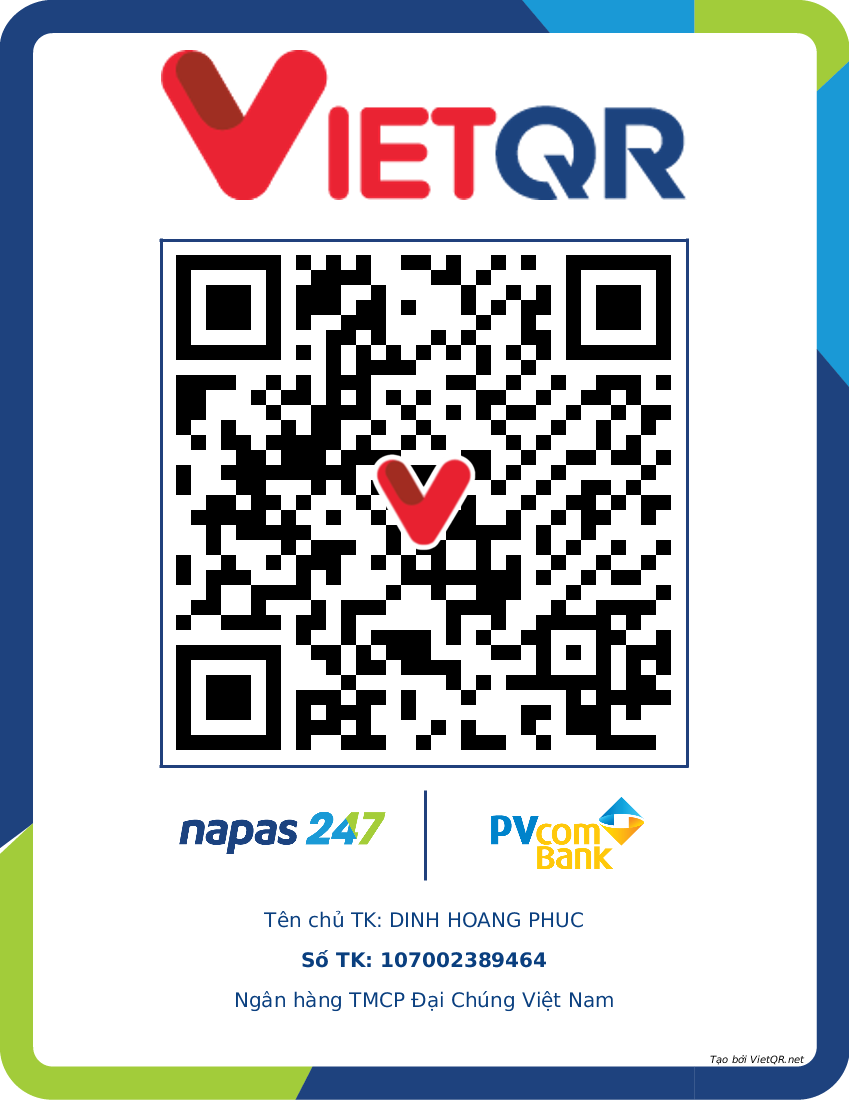 VIETQR
napas 247
PVcom
Bank
Tên chủ TK: DINH HOANG PHUC
Số TK: 107002389464
Ngân hàng TMCP Đại Chúng Việt Nam
Tạo bởi VietQR.net